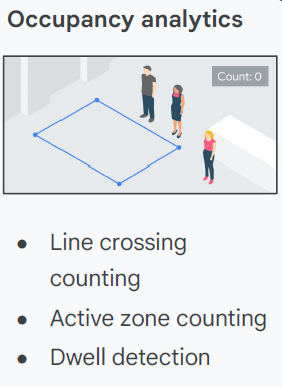 Occupancy analytics
Count: 0
● Line crossing
counting
● Active zone counting
● Dwell detection